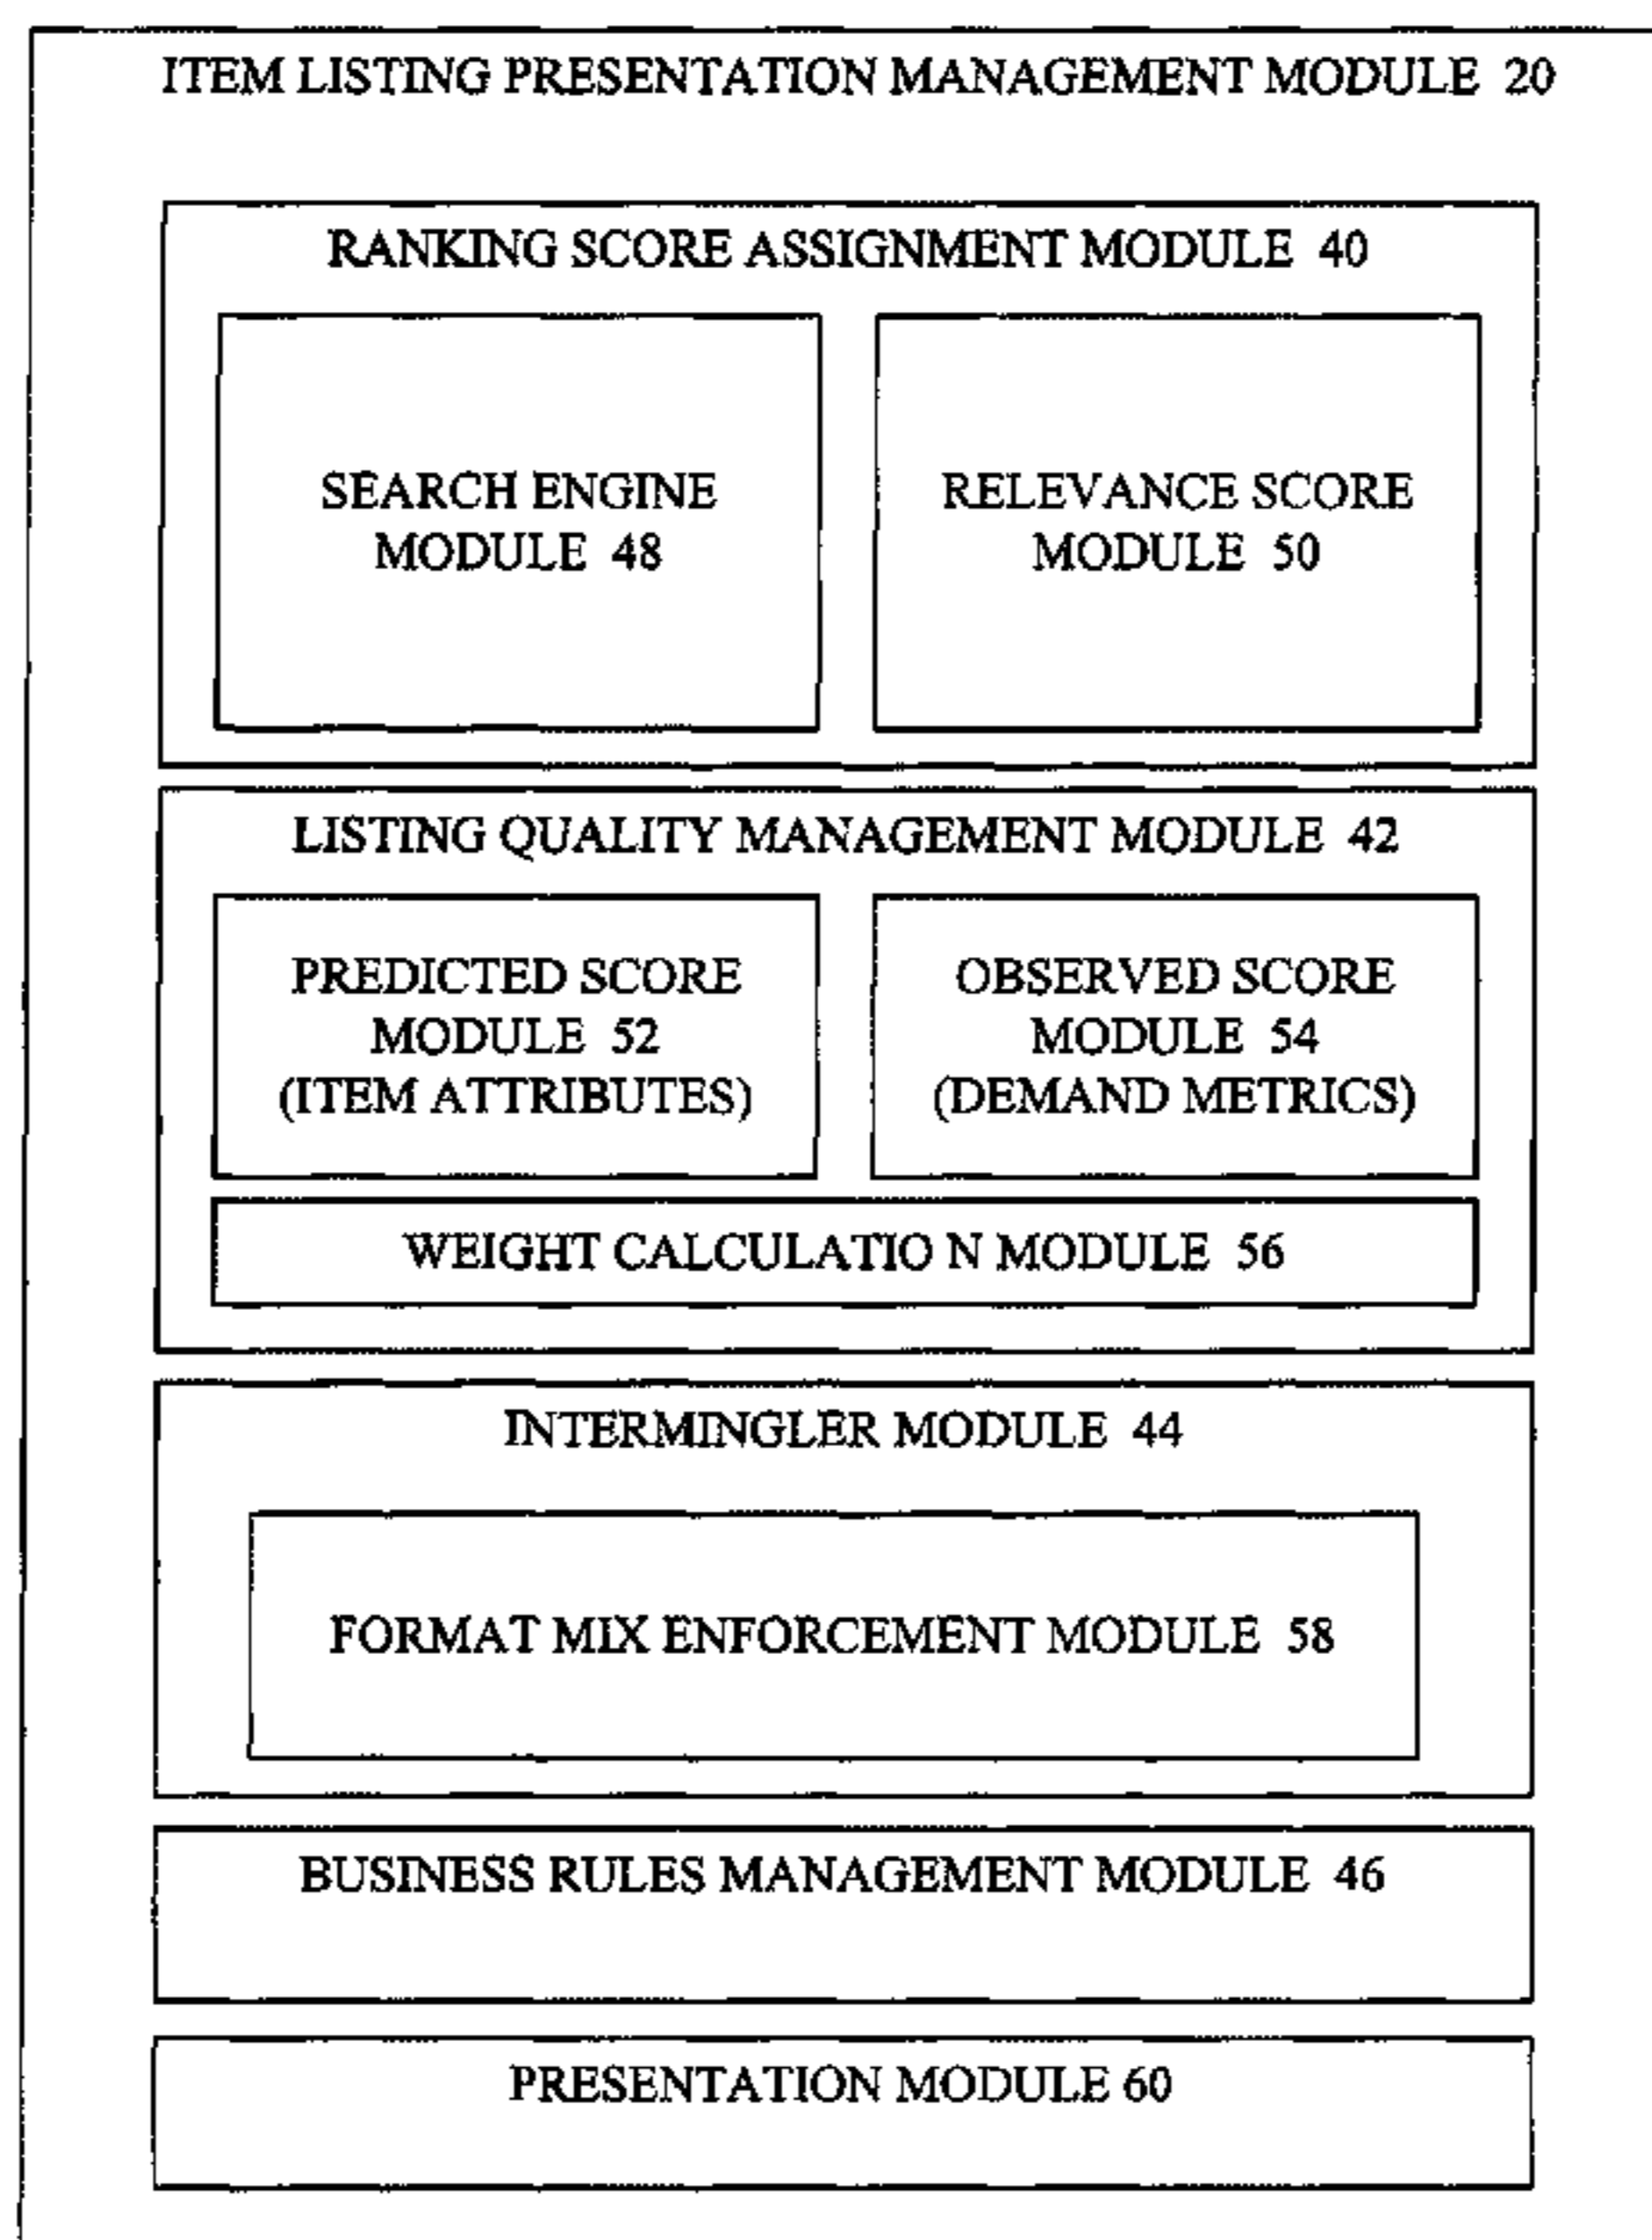 ITEM LISTING PRESENTATION MANAGEMENT MODULE 20
RANKING SCORE ASSIGNMENT MODULE 40
SEARCH ENGINE
MODULE 48
RELEVANCE SCORE
MODULE 50
LISTING QUALITY MANAGEMENT MODULE 42
PREDICTED SCORE
MODULE 52
(ITEM ATTRIBUTES)
OBSERVED SCORE
MODULE 54
(DEMAND METRICS)
WEIGHT CALCULATIO N MODULE 56
INTERMINGLER MODULE 44
FORMAT MIX ENFORCEMENT MODULE 58
BUSINESS RULES MANAGEMENT MODULE 46
PRESENTATION MODULE 60